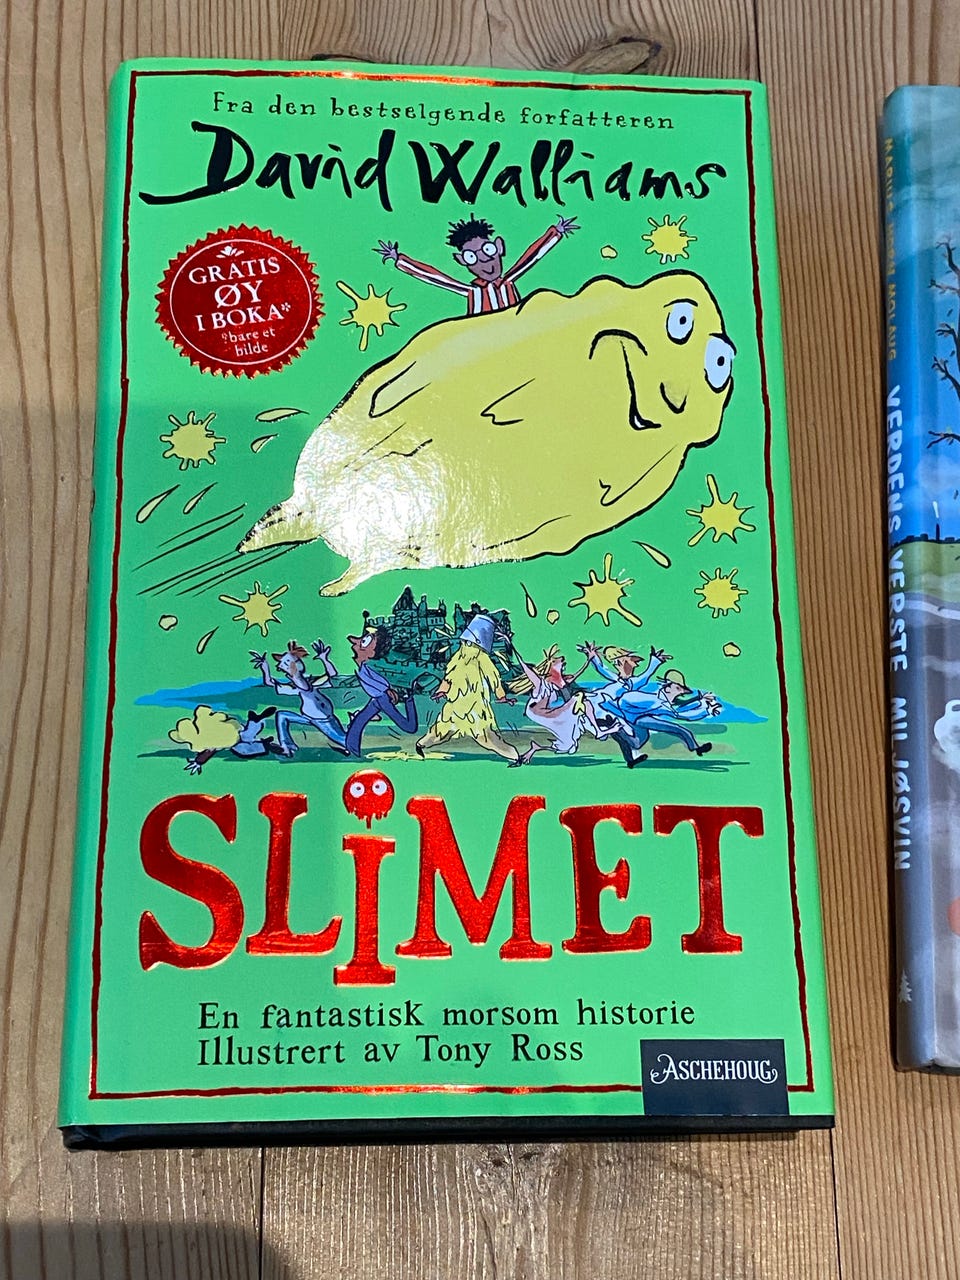 Fra den bestselgende forfatteren
David Walliams
GRATIS
ØY
I BOKA*
*bare et
bilde
SLIMET
En fantastisk morsom historie
Illustrert av Tony Ross
ASCHEHOUG
VERDENS VERSTE MILJØSVIN